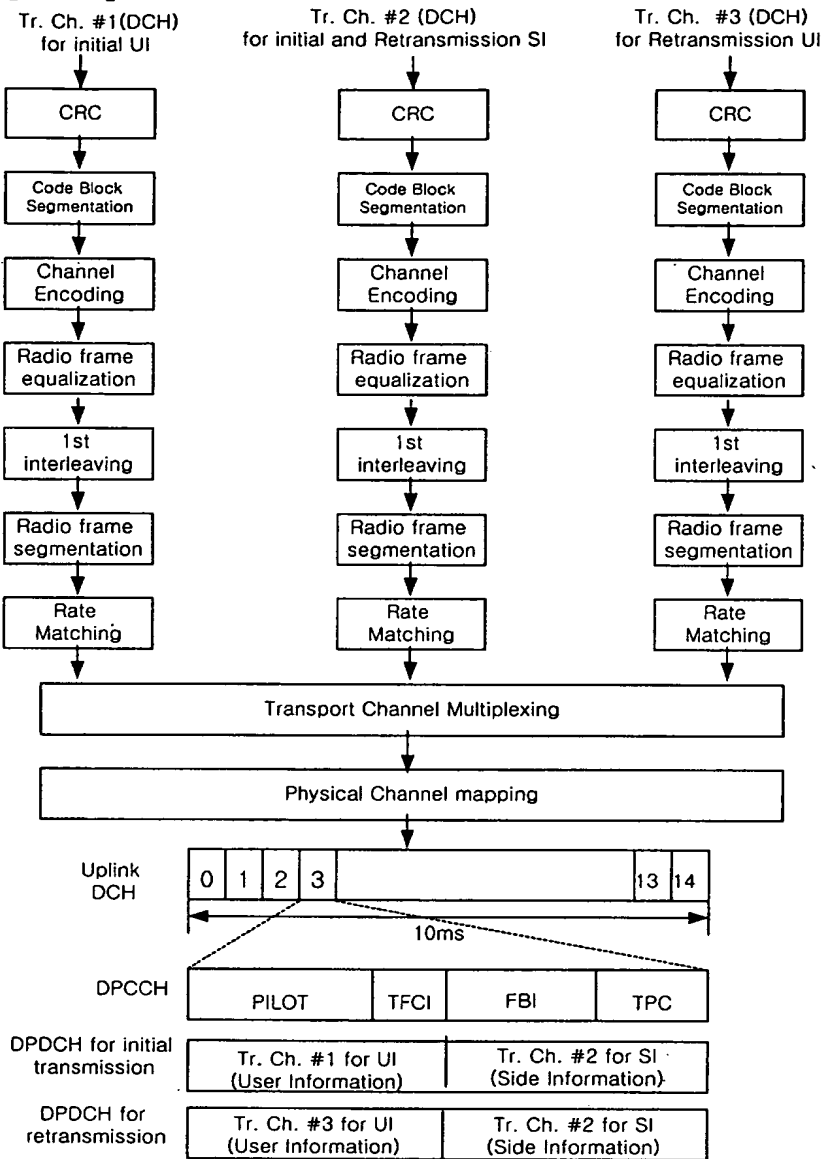 Tr. Ch. #1(DCH)
for initial UI
Tr. Ch. #2 (DCH)
for initial and Retransmission SI
Tr. Ch. #3 (DCH)
for Retransmission UI
CRC
CRC
CRC
Code Block
Segmentation
Code Block
Segmentation
Code Block
Segmentation
Channel
Encoding
Channel
Encoding
Channel
Encoding
Radio frame
equalization
Radio frame
equalization
Radio frame
equalization
1st
interleaving
1st
interleaving
1st
interleaving
Radio frame
segmentation
Radio frame
segmentation
Radio frame
segmentation
Rate
Matching
Rate
Matching
Rate
Matching
Transport Channel Multiplexing
Physical Channel mapping
Uplink
DCH
0 1 2 3 13 14
10ms
DPCCH
PILOT TFCI FBI TPC
DPDCH for initial
transmission
Tr. Ch. #1 for UI
(User Information)
Tr. Ch. #2 for SI
(Side Information)
DPDCH for
retransmission
Tr. Ch. #3 for UI
(User Information)
Tr. Ch. #2 for SI
(Side Information)